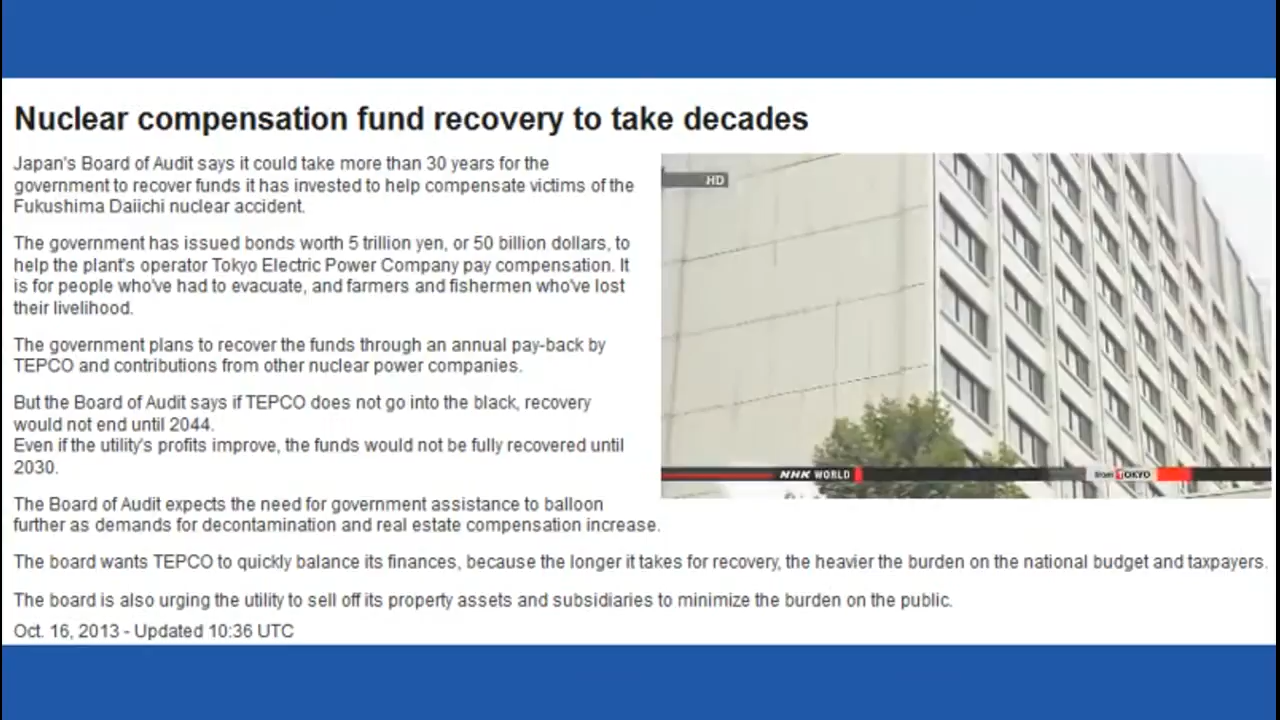 Nuclear compensation fund recovery to take decades
Japan's Board of Audit says it could take more than 30 years for the
government to recover funds it has invested to help compensate victims of the
Fukushima Daiichi nuclear accident.
The government has issued bonds worth 5 trillion yen, or 50 billion dollars, to
help the plant's operator Tokyo Electric Power Company pay compensation. It
is for people who've had to evacuate, and farmers and fishermen who've lost
their livelihood.
The government plans to recover the funds through an annual pay-back by
TEPCO and contributions from other nuclear power companies.
But the Board of Audit says if TEPCO does not go into the black, recovery
would not end until 2044.
Even if the utility's profits improve, the funds would not be fully recovered until
2030.
The Board of Audit expects the need for government assistance to balloon
further as demands for decontamination and real estate compensation increase.
The board wants TEPCO to quickly balance its finances, because the longer it takes for recovery, the heavier the burden on the national budget and taxpayers.
The board is also urging the utility to sell off its property assets and subsidiaries to minimize the burden on the public.
Oct. 16, 2013 - Updated 10:36 UTC
HD
NHK WORLD
from TOKYO